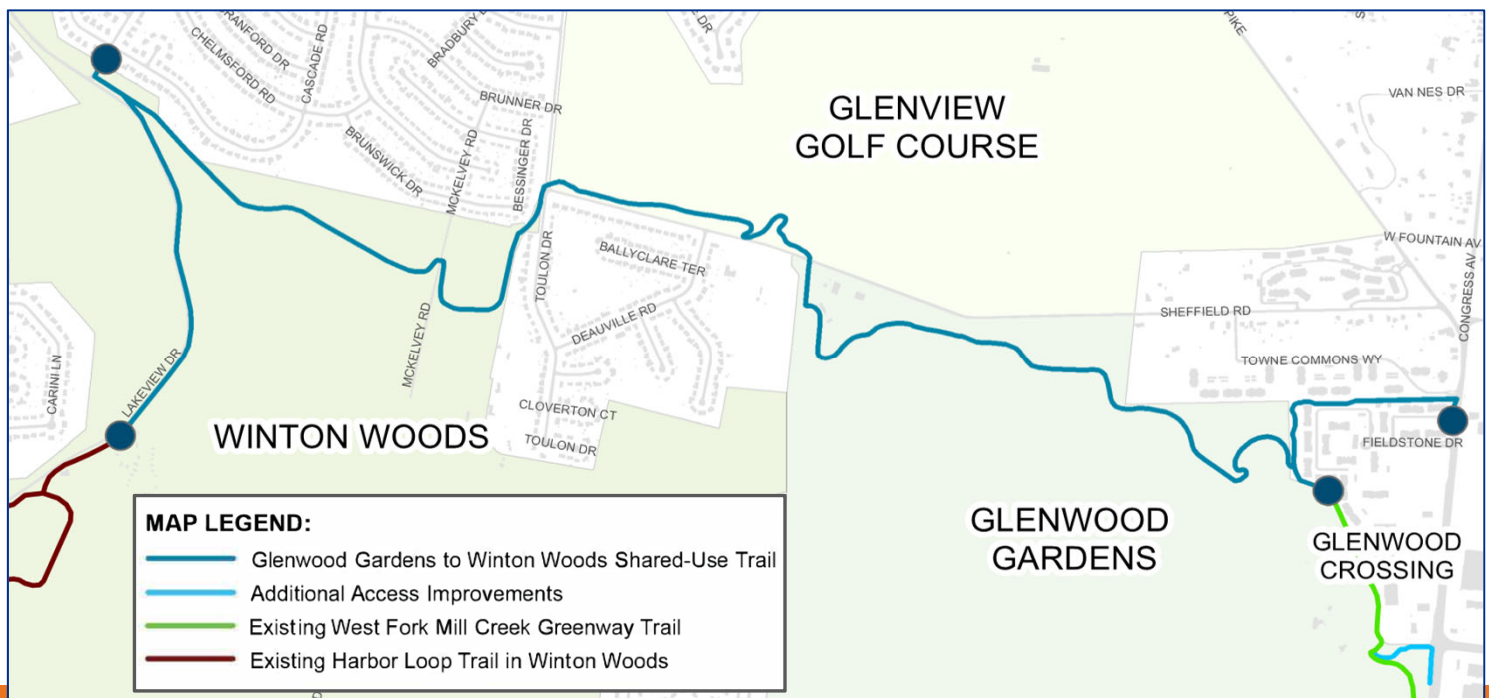 CRANFORD DR
CHELMSFORD RD
CASCADE RD
BRADBURY
DR
PIKE
S
BRUNNER DR
BRUNSWICK DR
MCKELVEY RD
BESSINGER DR
GLENVIEW
GOLF COURSE
VAN NES DR
TOULON DR
BALLYCLARE TER
W FOUNTAIN AV
CONGRESS AV
MCKELVEY RD
DEAUVILLE RD
SHEFFIELD RD
TOWNE COMMONS WY
CARINI LN
LAKEVIEW DR
CLOVERTON CT
TOULON DR
WINTON WOODS
FIELDSTONE DR
GLENWOOD
GARDENS
GLENWOOD
CROSSING
MAP LEGEND:
Glenwood Gardens to Winton Woods Shared-Use Trail
Additional Access Improvements
Existing West Fork Mill Creek Greenway Trail
Existing Harbor Loop Trail in Winton Woods